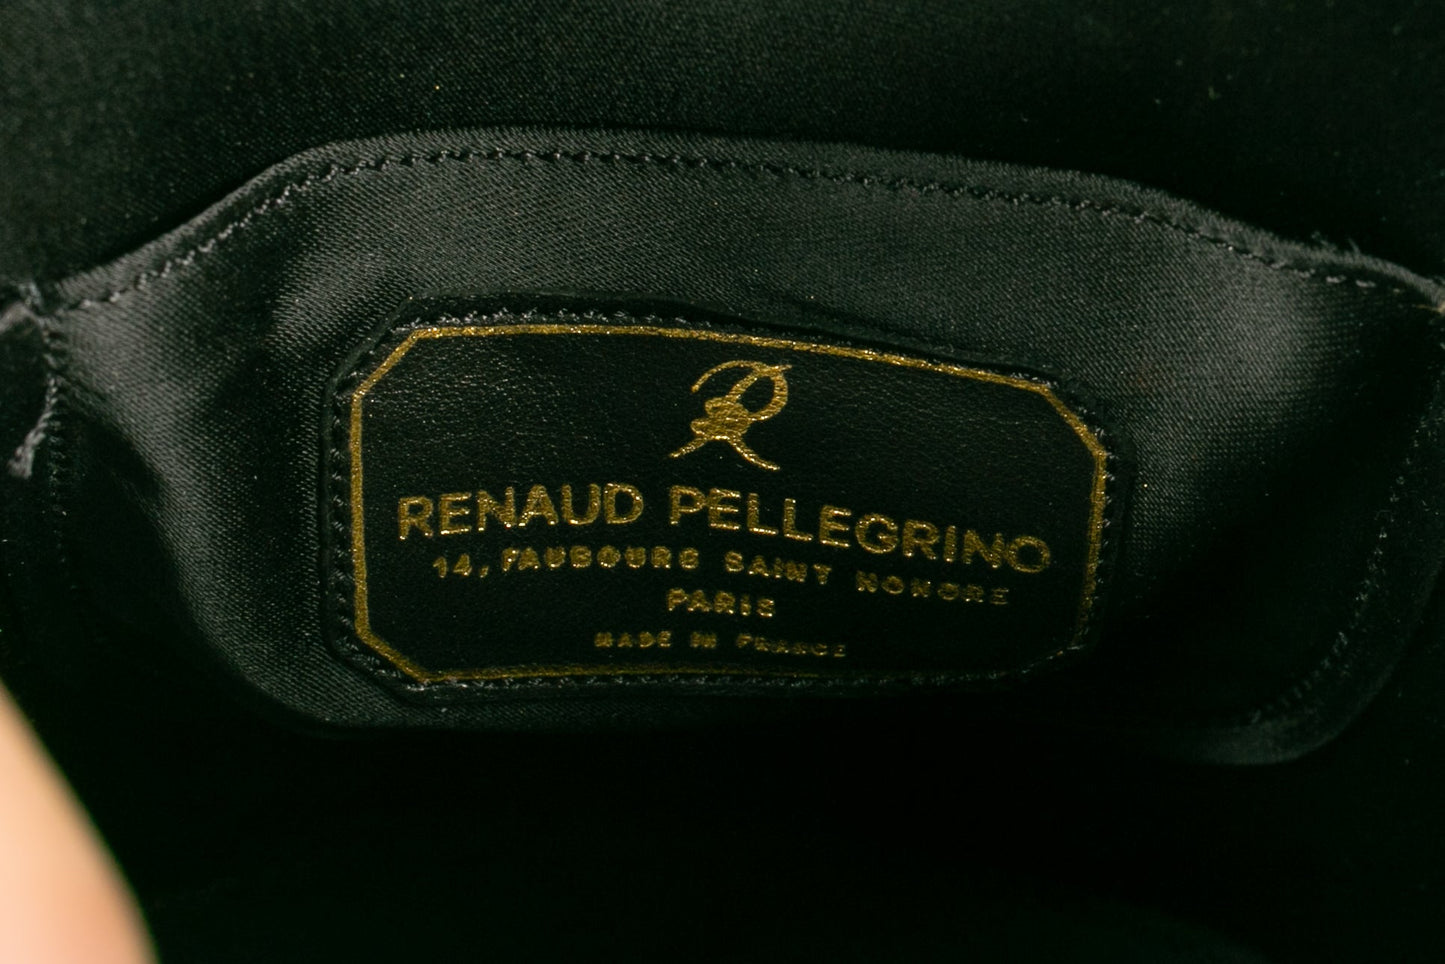 RENAUD PELLEGRINO
14, FAUBOURG SAINT HONORE
PARIS
MADE IN FRANCE